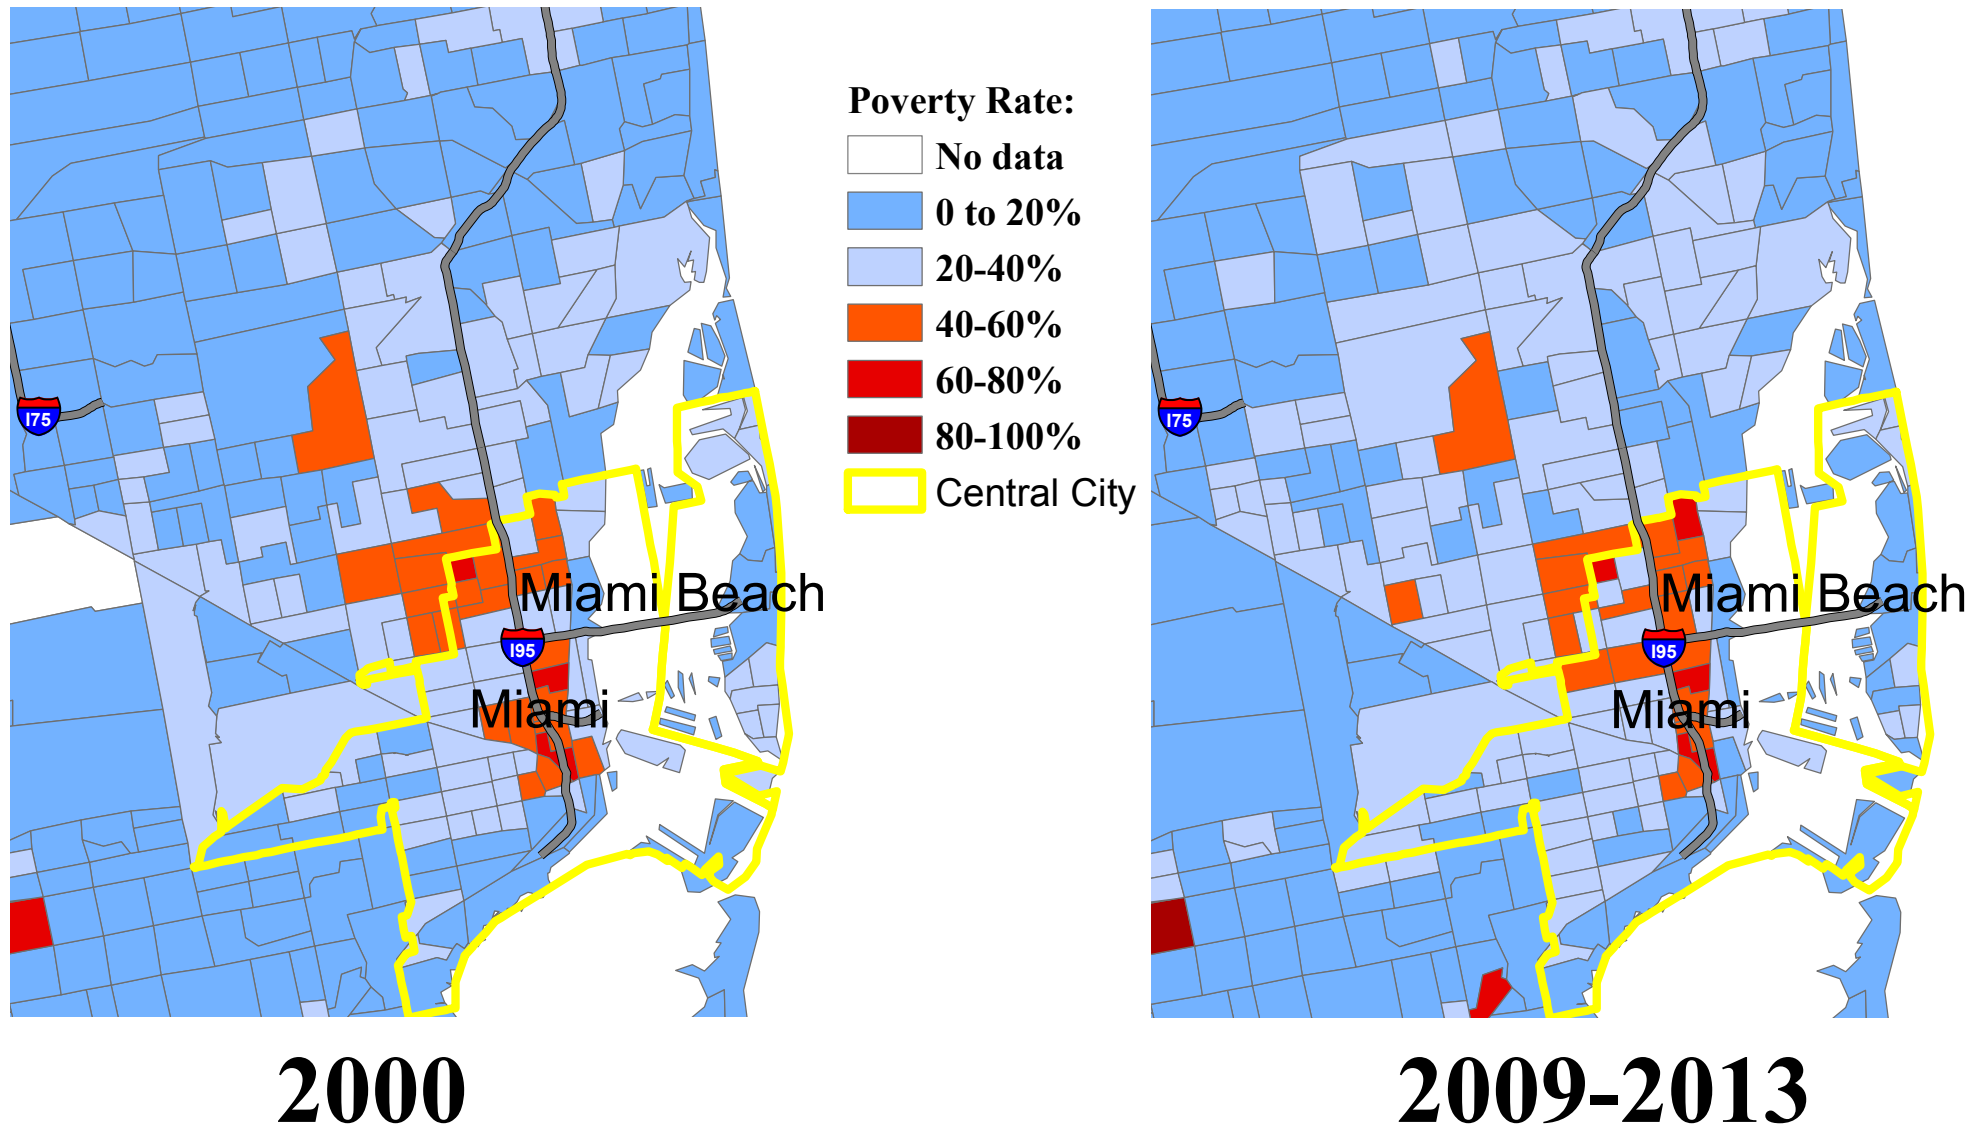 Poverty Rate:
No data
0 to 20%
20-40%
40-60%
60-80%
80-100%
Central City
I75
Miami Beach
I95
Miami
I75
Miami Beach
I95
Miami
2000
2009-2013